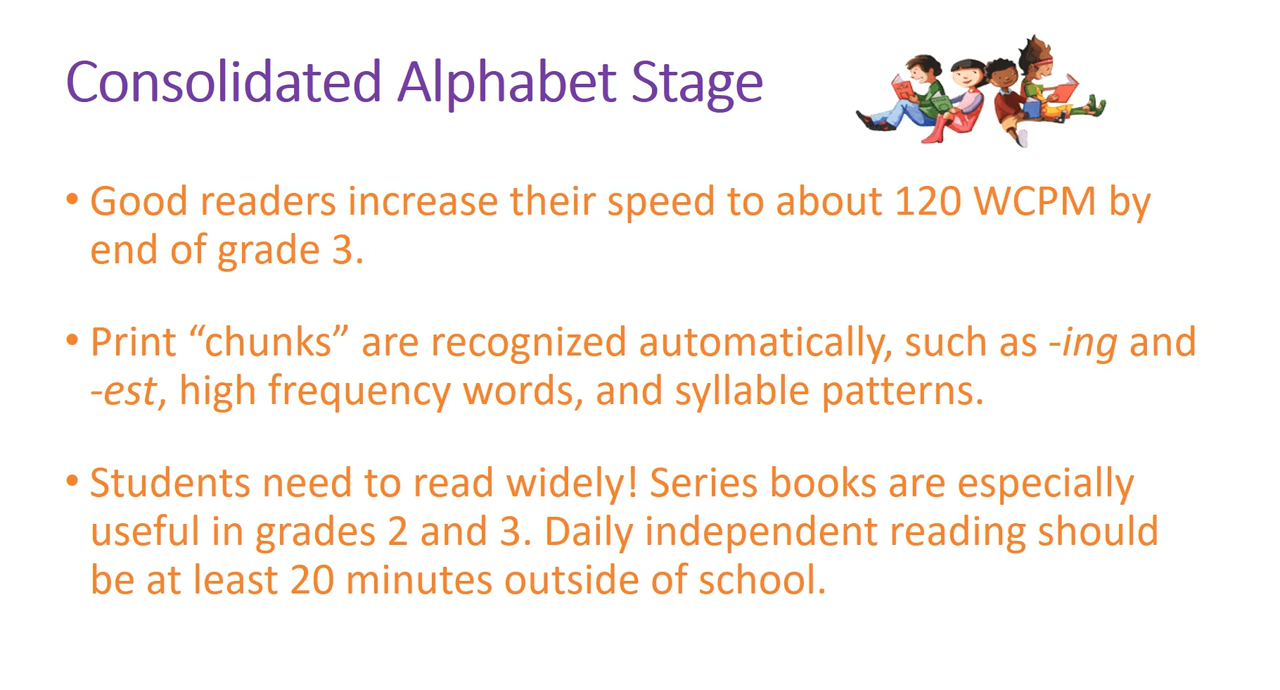 Consolidated Alphabet Stage
• Good readers increase their speed to about 120 WCPM by
end of grade 3.
• Print “chunks” are recognized automatically, such as -ing and
-est, high frequency words, and syllable patterns.
• Students need to read widely! Series books are especially
useful in grades 2 and 3. Daily independent reading should
be at least 20 minutes outside of school.